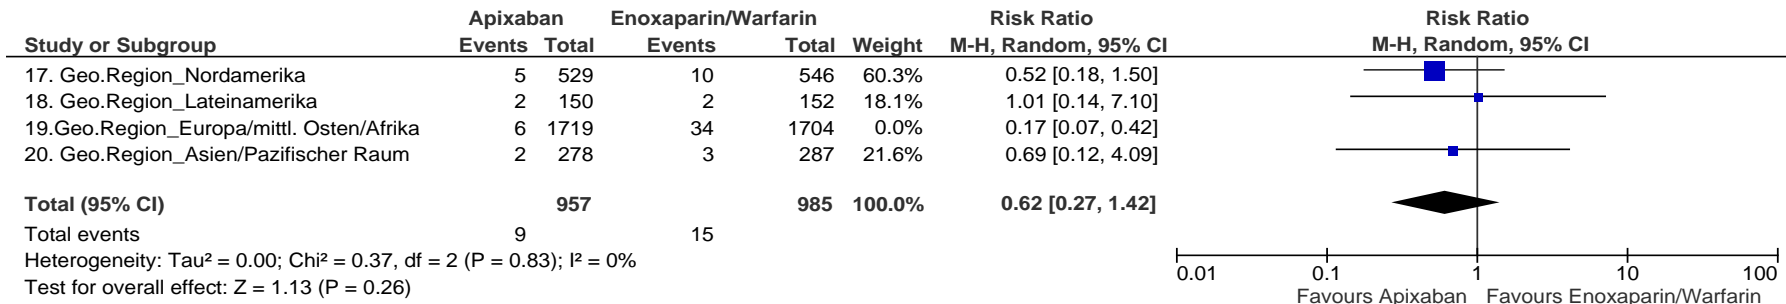 Apixaban Enoxaparin/Warfarin Risk Ratio Risk Ratio
Study or Subgroup Events Total Events Total Weight M-H, Random, 95% CI M-H, Random, 95% CI
17. Geo.Region_Nordamerika 5 529 10 546 60.3% 0.52 [0.18, 1.50]
18. Geo.Region_Lateinamerika 2 150 2 152 18.1% 1.01 [0.14, 7.10]
19.Geo.Region_Europa/mittl. Osten/Afrika 6 1719 34 1704 0.0% 0.17 [0.07, 0.42]
20. Geo.Region_Asien/Pazifischer Raum 2 278 3 287 21.6% 0.69 [0.12, 4.09]
Total (95% CI) 957 985 100.0% 0.62 [0.27, 1.42]
Total events 9 15
Heterogeneity: Tau² = 0.00; Chi² = 0.37, df = 2 (P = 0.83); I² = 0%
Test for overall effect: Z = 1.13 (P = 0.26)
0.01 0.1 1 10 100
Favours Apixaban Favours Enoxaparin/Warfarin